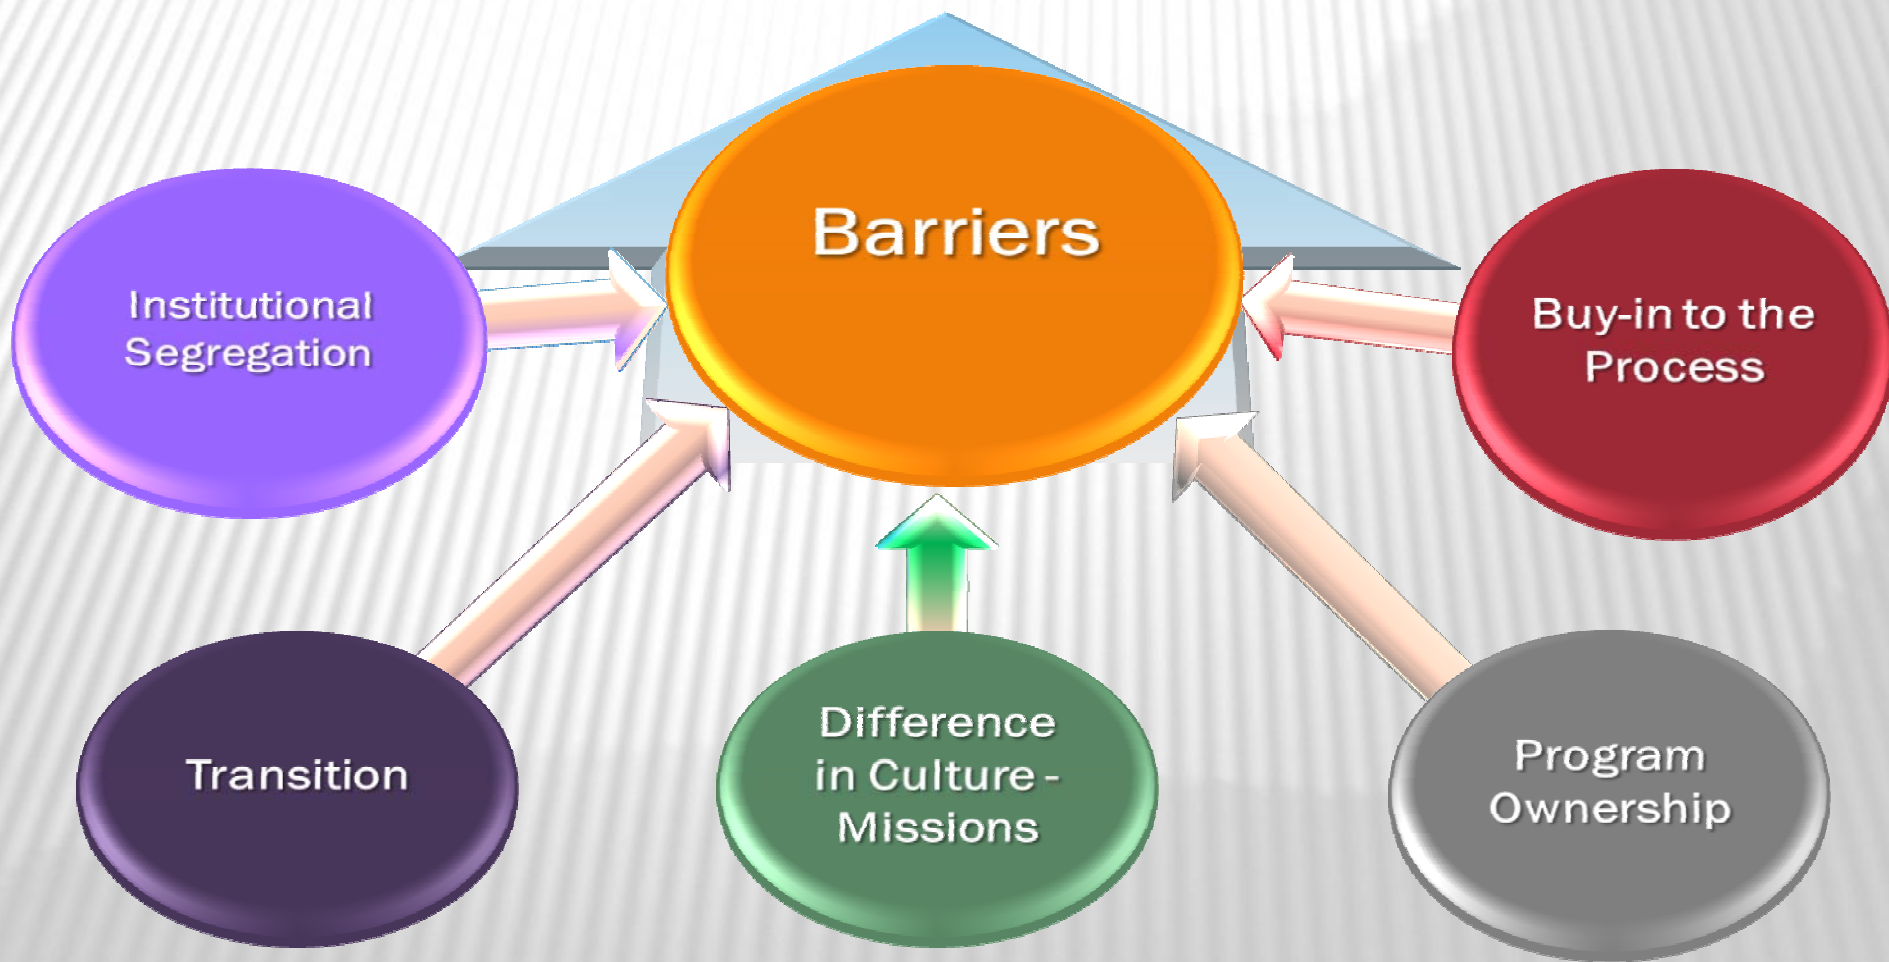 Barriers
Institutional
Segregation
Buy-in to the
Process
Transition
Difference
in Culture -
Missions
Program
Ownership